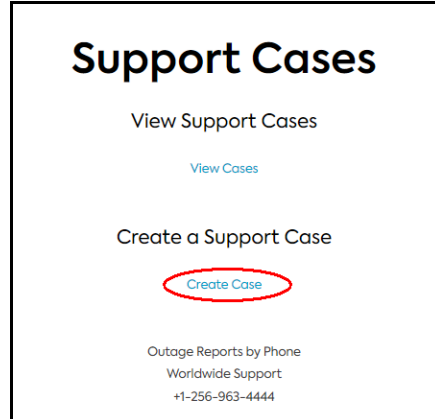 Support Cases
View Support Cases
View Cases
Create a Support Case
Create Case
Outage Reports by Phone
Worldwide Support
+1-256-963-4444